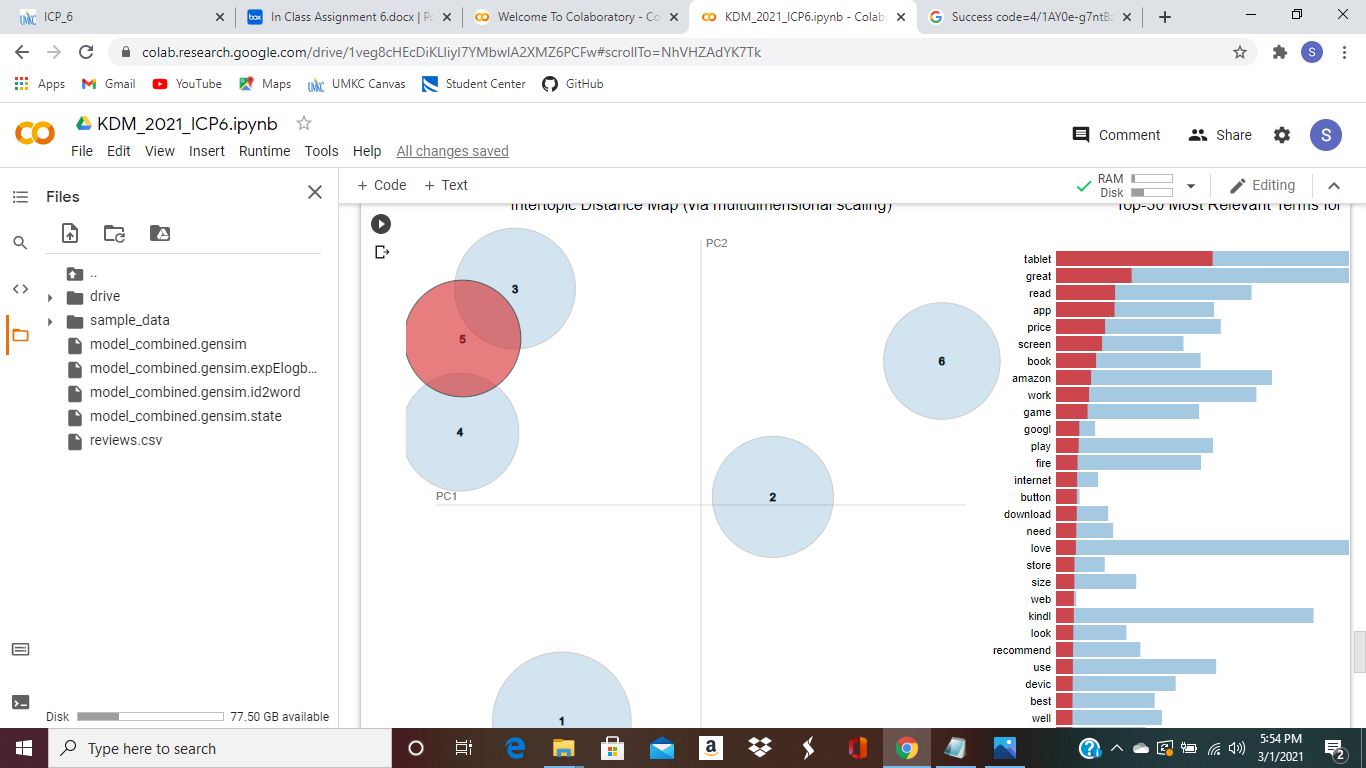 ICP_6
In Class Assignment 6.docx | Po
Welcome To Colaboratory - Co
KDM_2021_ICP6.ipynb - Colab
Success code=4/1AY0e-g7ntB
colab.research.google.com/drive/1veg8cHEcDiKLliyI7YMbwlA2XMZ6PCFw#scrollTo=NhVHZAdYK7Tk
S
Apps
Gmail
YouTube
Maps
UMKC Canvas
Student Center
GitHub
KDM_2021_ICP6.ipynb
File Edit View Insert Runtime Tools Help All changes saved
Comment
Share
S
Files
+ Code + Text
RAM
Disk
Editing
..
drive
sample_data
model_combined.gensim
model_combined.gensim.expElogb...
model_combined.gensim.id2word
model_combined.gensim.state
reviews.csv
Disk
77.50 GB available
Intertopic Distance Map (via multidimensional scaling)
PC2
3
5
6
4
PC1
2
1
Top-30 Most Relevant Terms for
tablet
great
read
app
price
screen
book
amazon
work
game
googl
play
fire
internet
button
download
need
love
store
size
web
kindl
look
recommend
use
devic
best
well
Type here to search
5:54 PM
3/1/2021
2